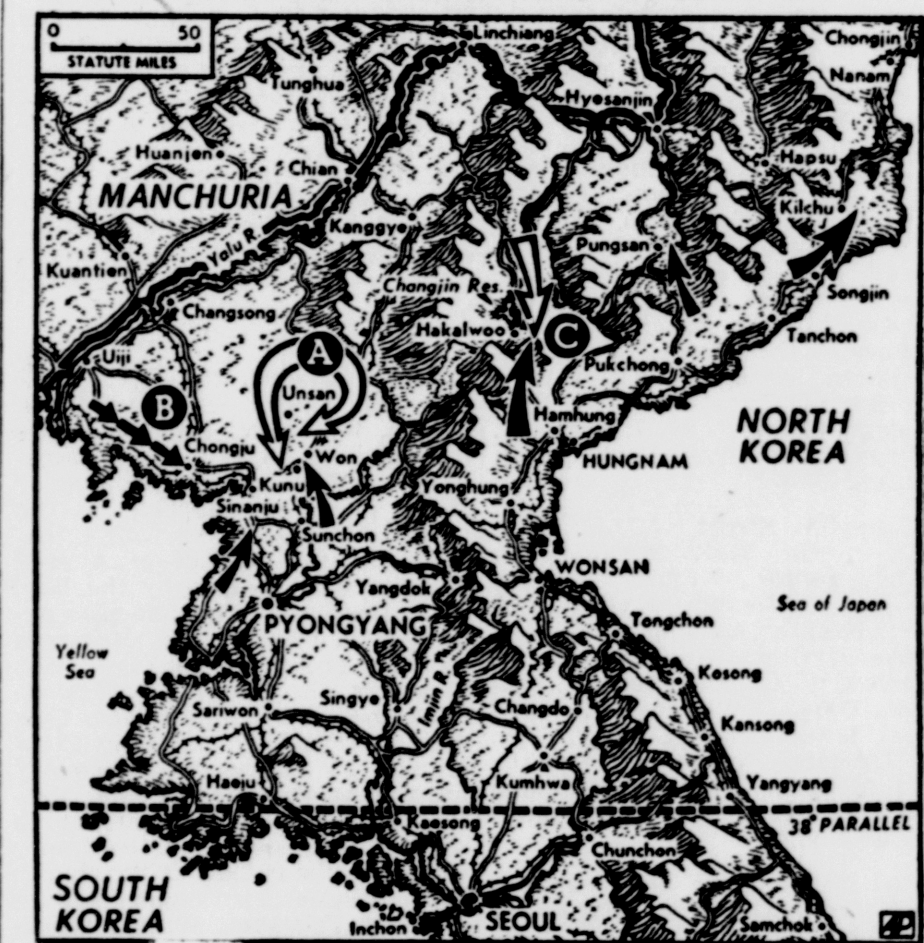 0 50
STATUTE MILES
Linchiang
Chongjin
Nanam
Tunghua
Hyesanjin
Huanjen
Chian
Hapsu
MANCHURIA
Kilchu
Kanggye
Yalu R.
Pungsan
Kuantien
Changjin Res.
Songjin
Changsong
Hakalwoo
C
Tanchon
A
Uiji
Pukchong
Unsan
B
Hamhung
NORTH
KOREA
Chongju
Won
HUNGNAM
Kunu
Yonghung
Sinanju
Sunchon
WONSAN
Yangdok
Sea of Japan
PYONGYANG
Tongchon
Yellow
Sea
Kosong
Imjin R.
Singye
Changdo
Sariwon
Kansong
Haeju
Kumhwa
Yangyang
Kaesong
38° PARALLEL
Chunchon
SOUTH
KOREA
SEOUL
Inchon
Samchok
AP